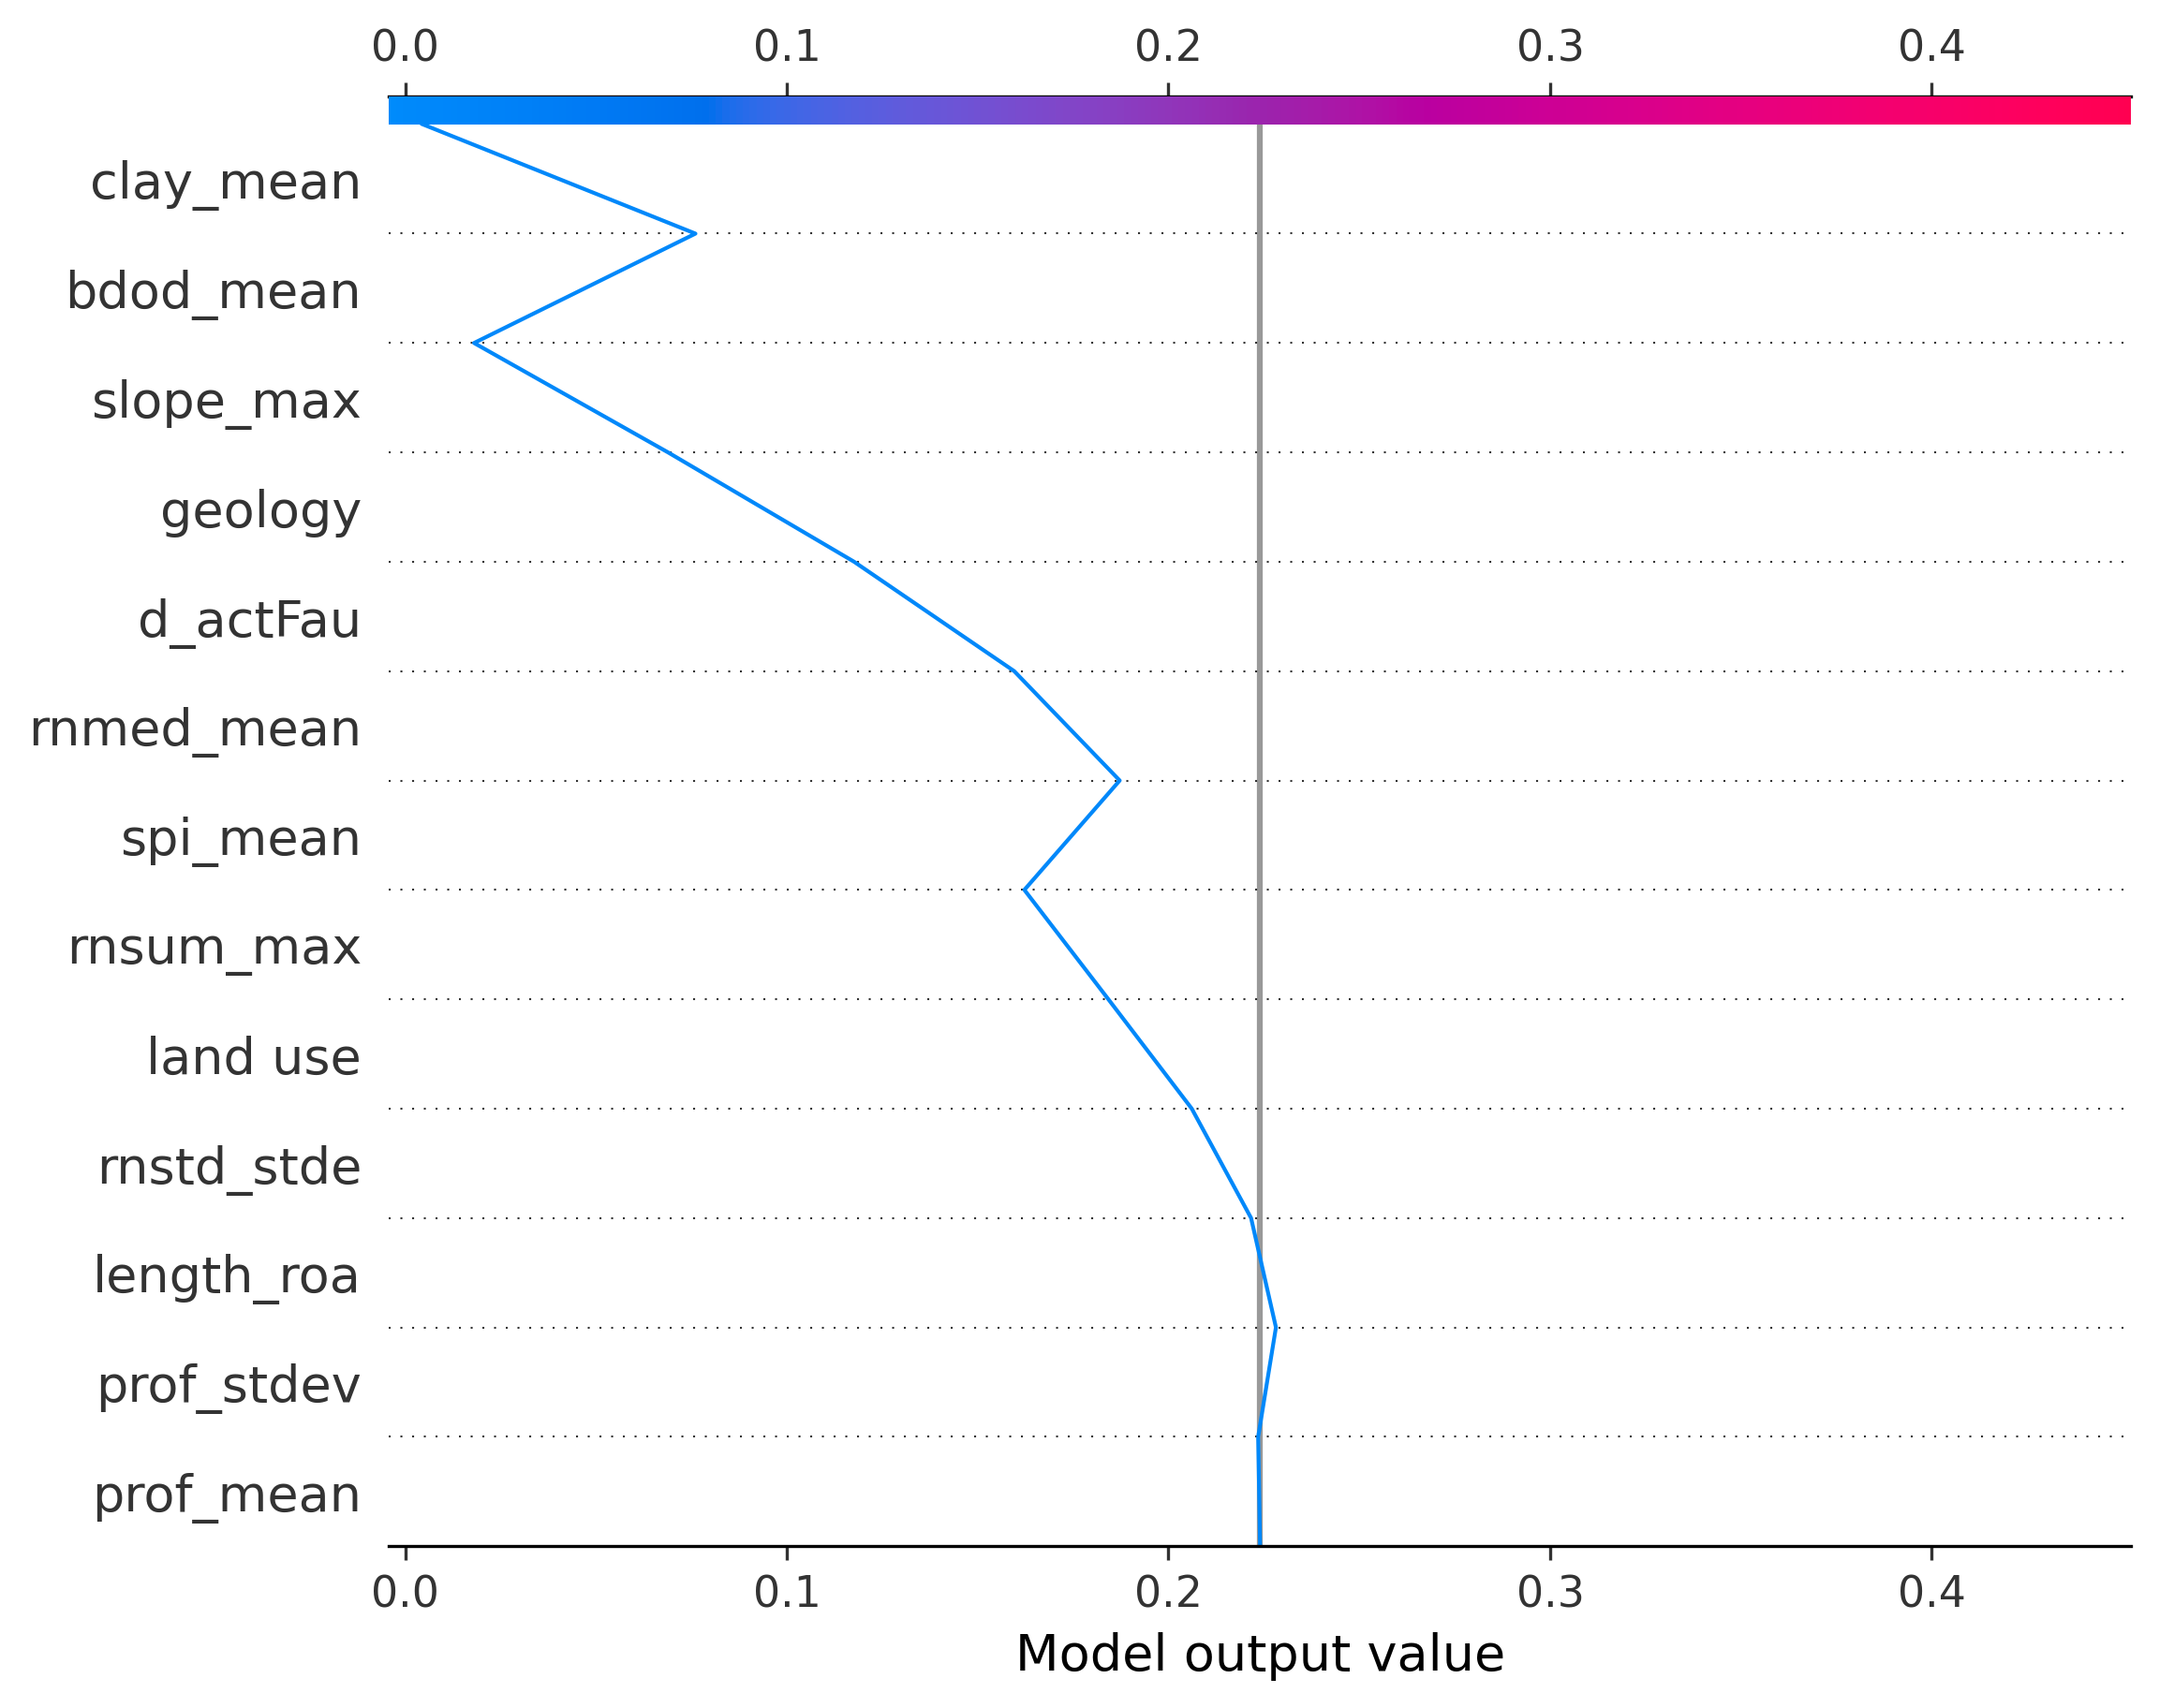 0.0 0.1 0.2 0.3 0.4
clay_mean
bdod_mean
slope_max
geology
d_actFau
rnmed_mean
spi_mean
rnsum_max
land use
rnstd_stde
length_roa
prof_stdev
prof_mean
0.0 0.1 0.2 0.3 0.4
Model output value